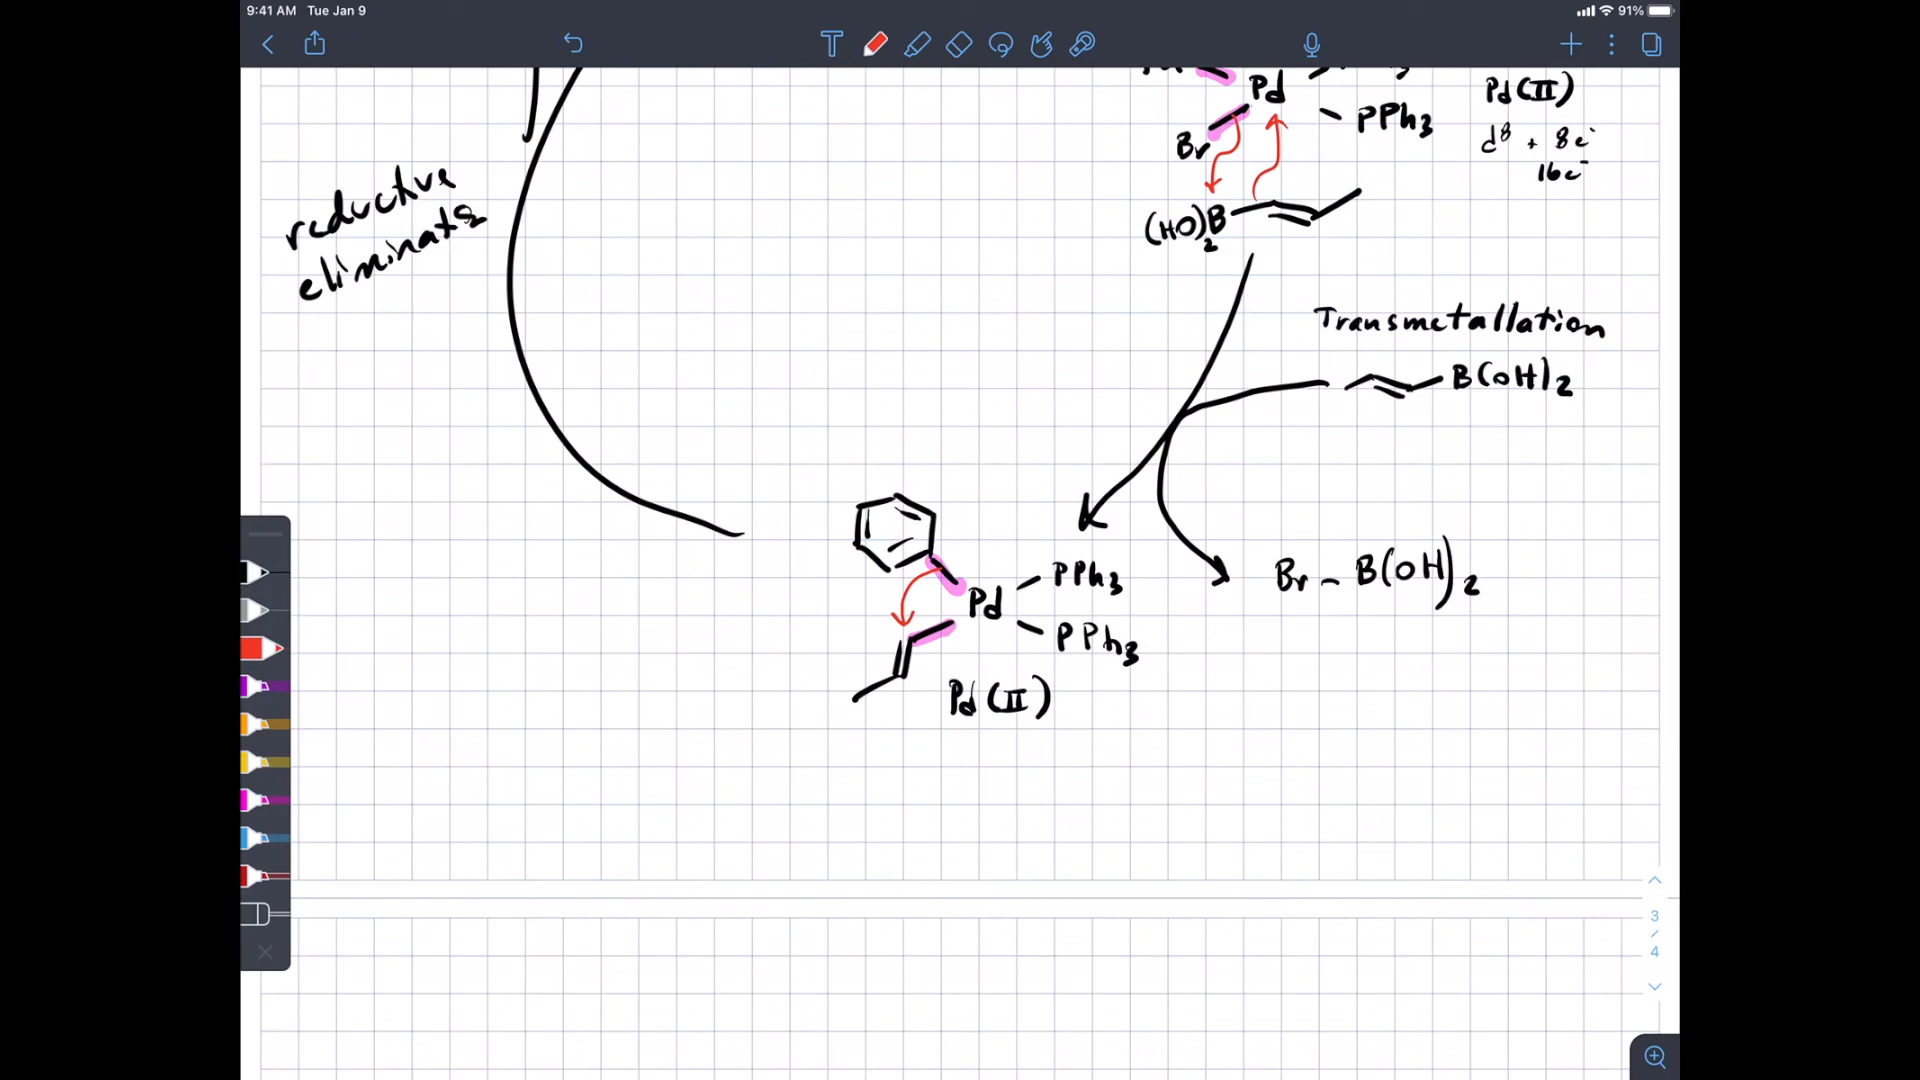 9:41 AM Tue Jan 9
91%
Pd
Pd(II)
PPh3
d8 + 8e-
16e-
Br
(HO)2B
reductive
eliminat
Transmetallation
B(OH)2
Br - B(OH)2
Pd
PPh3
PPh3
Pd(II)
3
/
4